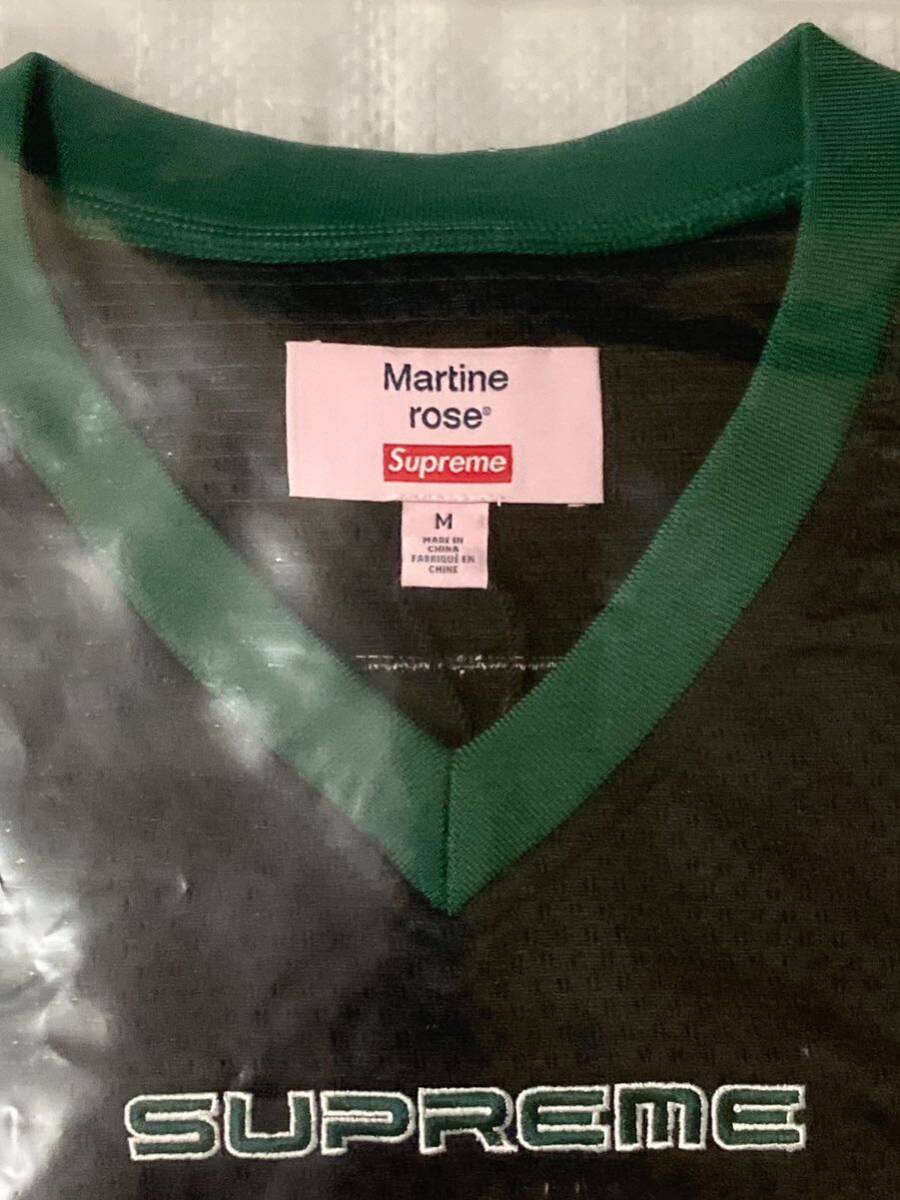 Martine
rose®
Supreme
M
MADE IN
CHINA
FABRIQUÉ EN
CHINE
SUPREME